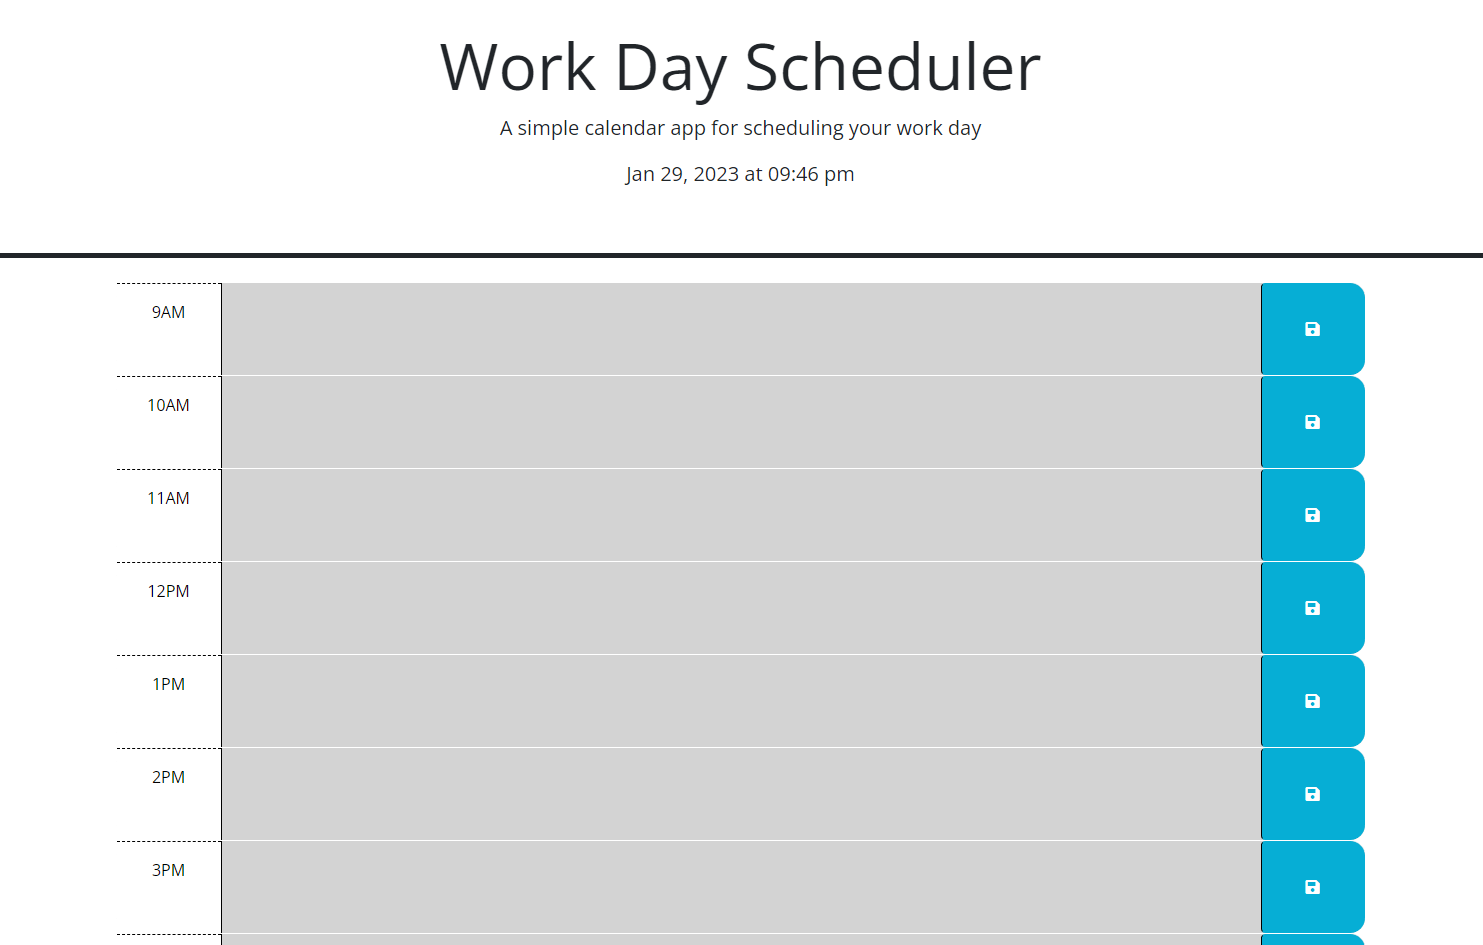 Work Day Scheduler
A simple calendar app for scheduling your work day
Jan 29, 2023 at 09:46 pm
9AM
10AM
11AM
12PM
1PM
2PM
3PM